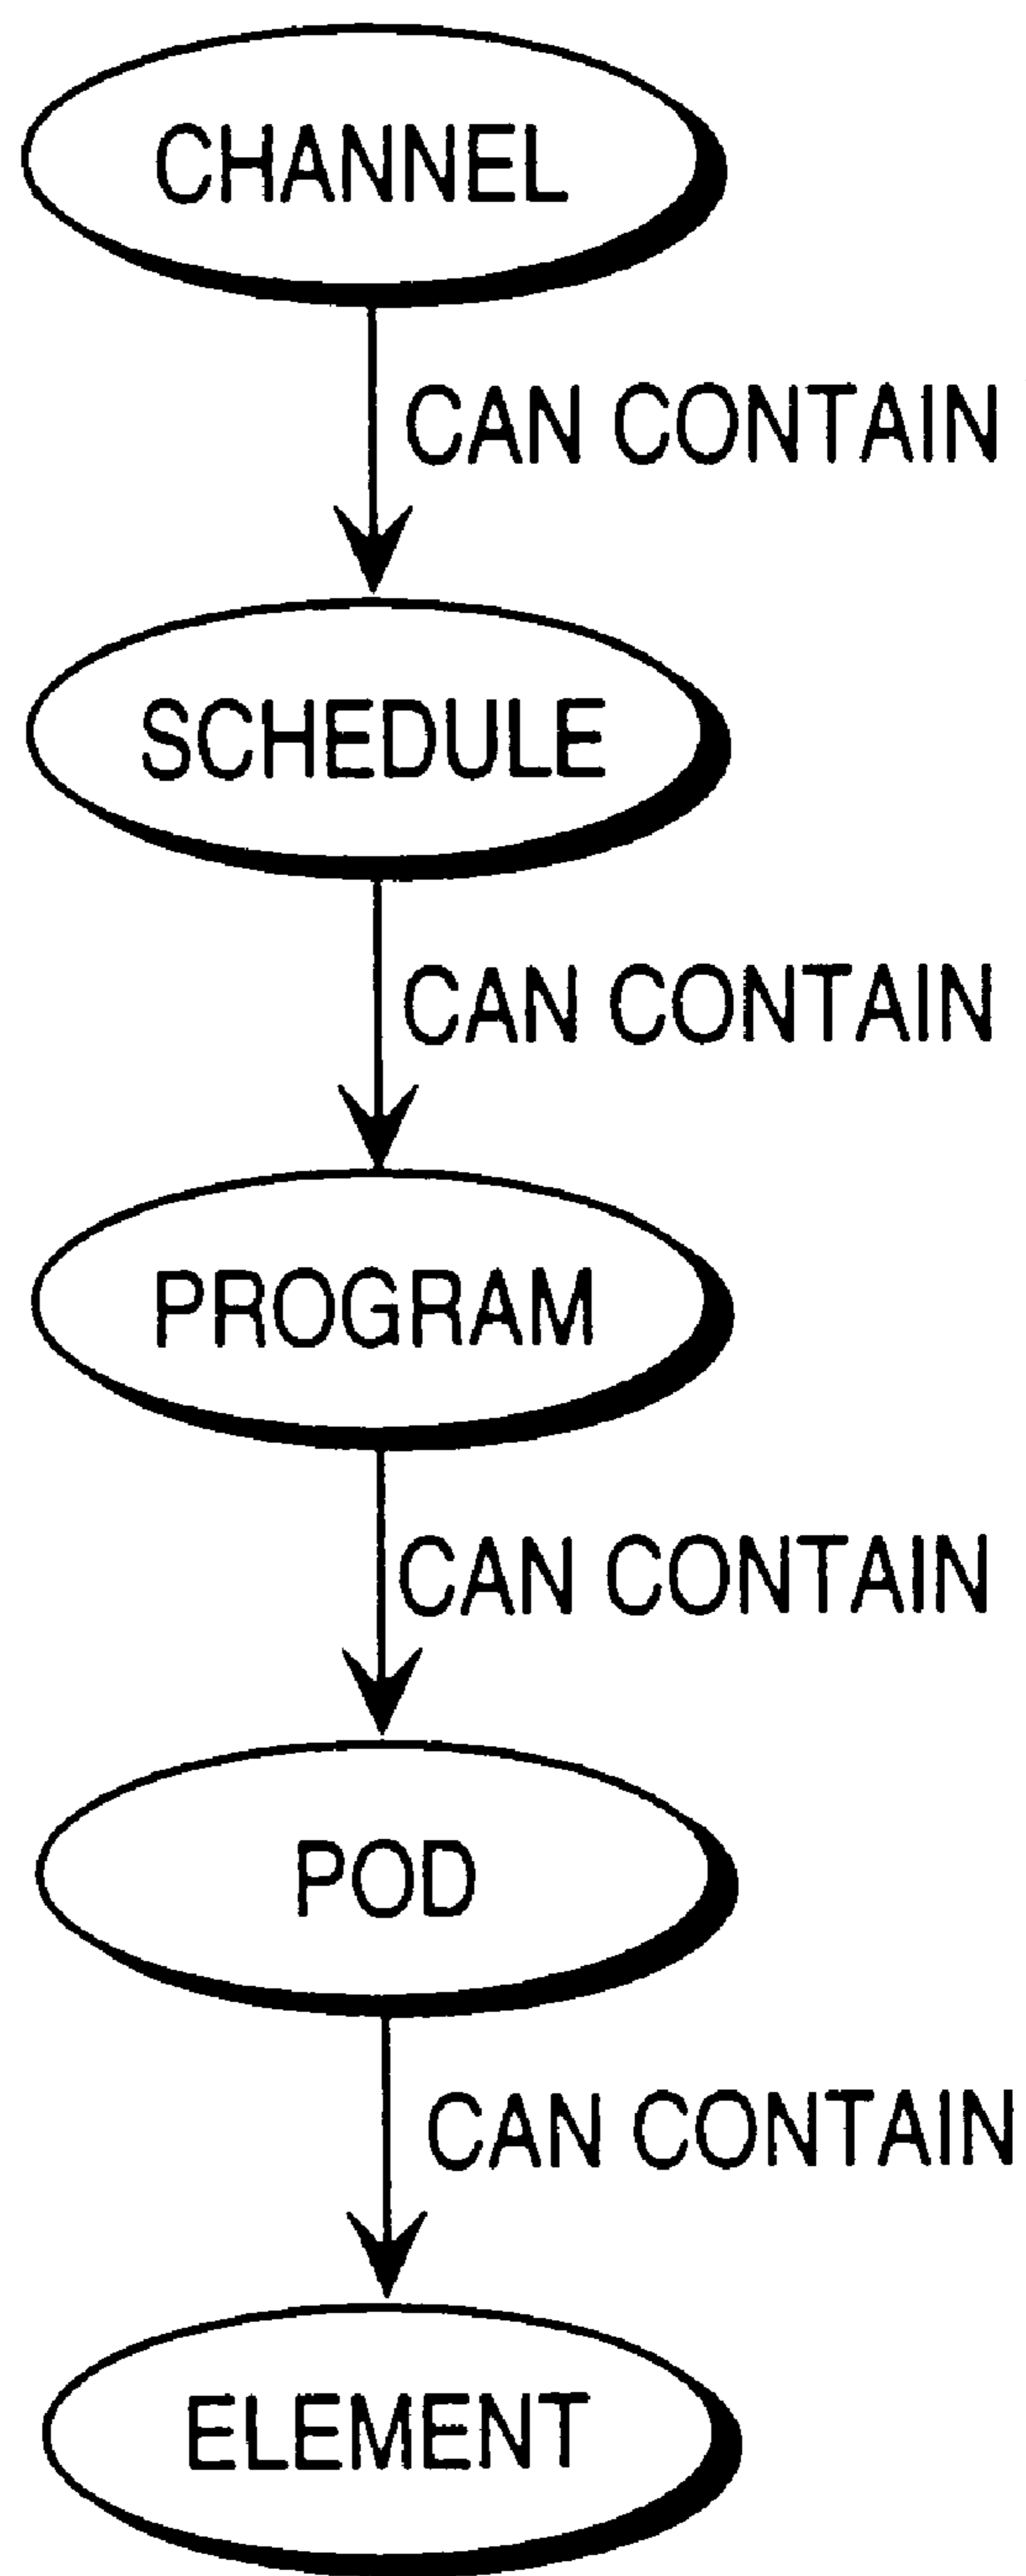 CHANNEL
CAN CONTAIN
SCHEDULE
CAN CONTAIN
PROGRAM
CAN CONTAIN
POD
CAN CONTAIN
ELEMENT